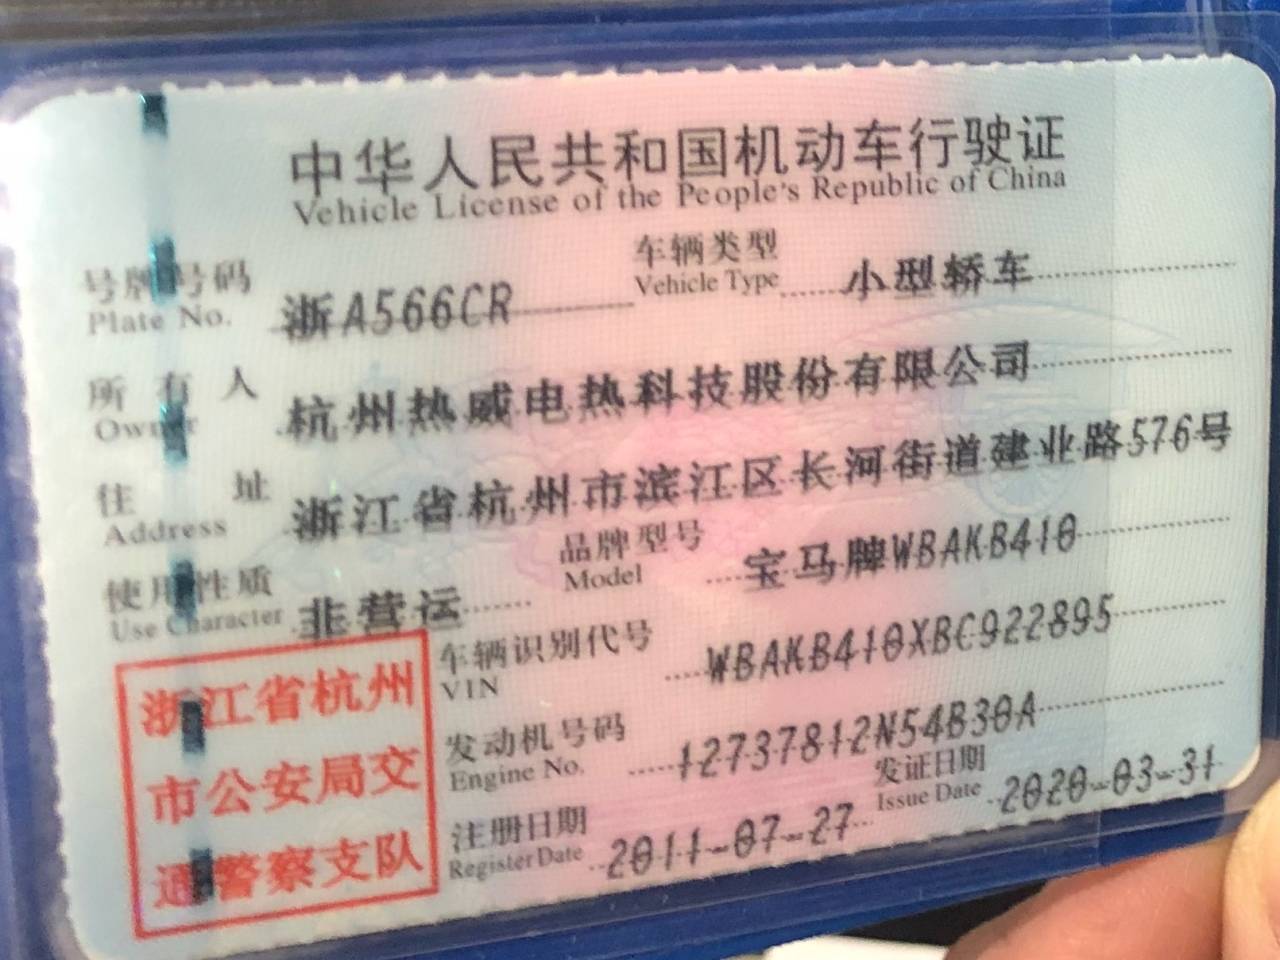 中华人民共和国机动车行驶证
Vehicle License of the People's Republic of China
号牌号码 浙A566CR 车辆类型 小型轿车
Plate No. Vehicle Type
所有人 杭州热威电热科技股份有限公司
Owner
住址 浙江省杭州市滨江区长河街道建业路576号
Address
使用性质 非营运 品牌型号 宝马牌WBAKB410
Use Character Model
车辆识别代号 WBAKB410XBC922895
VIN
发动机号码 12737812N54B30A
Engine No.
注册日期 2011-07-27 发证日期 2020-03-31
Register Date Issue Date
浙江省杭州
市公安局交
通警察支队